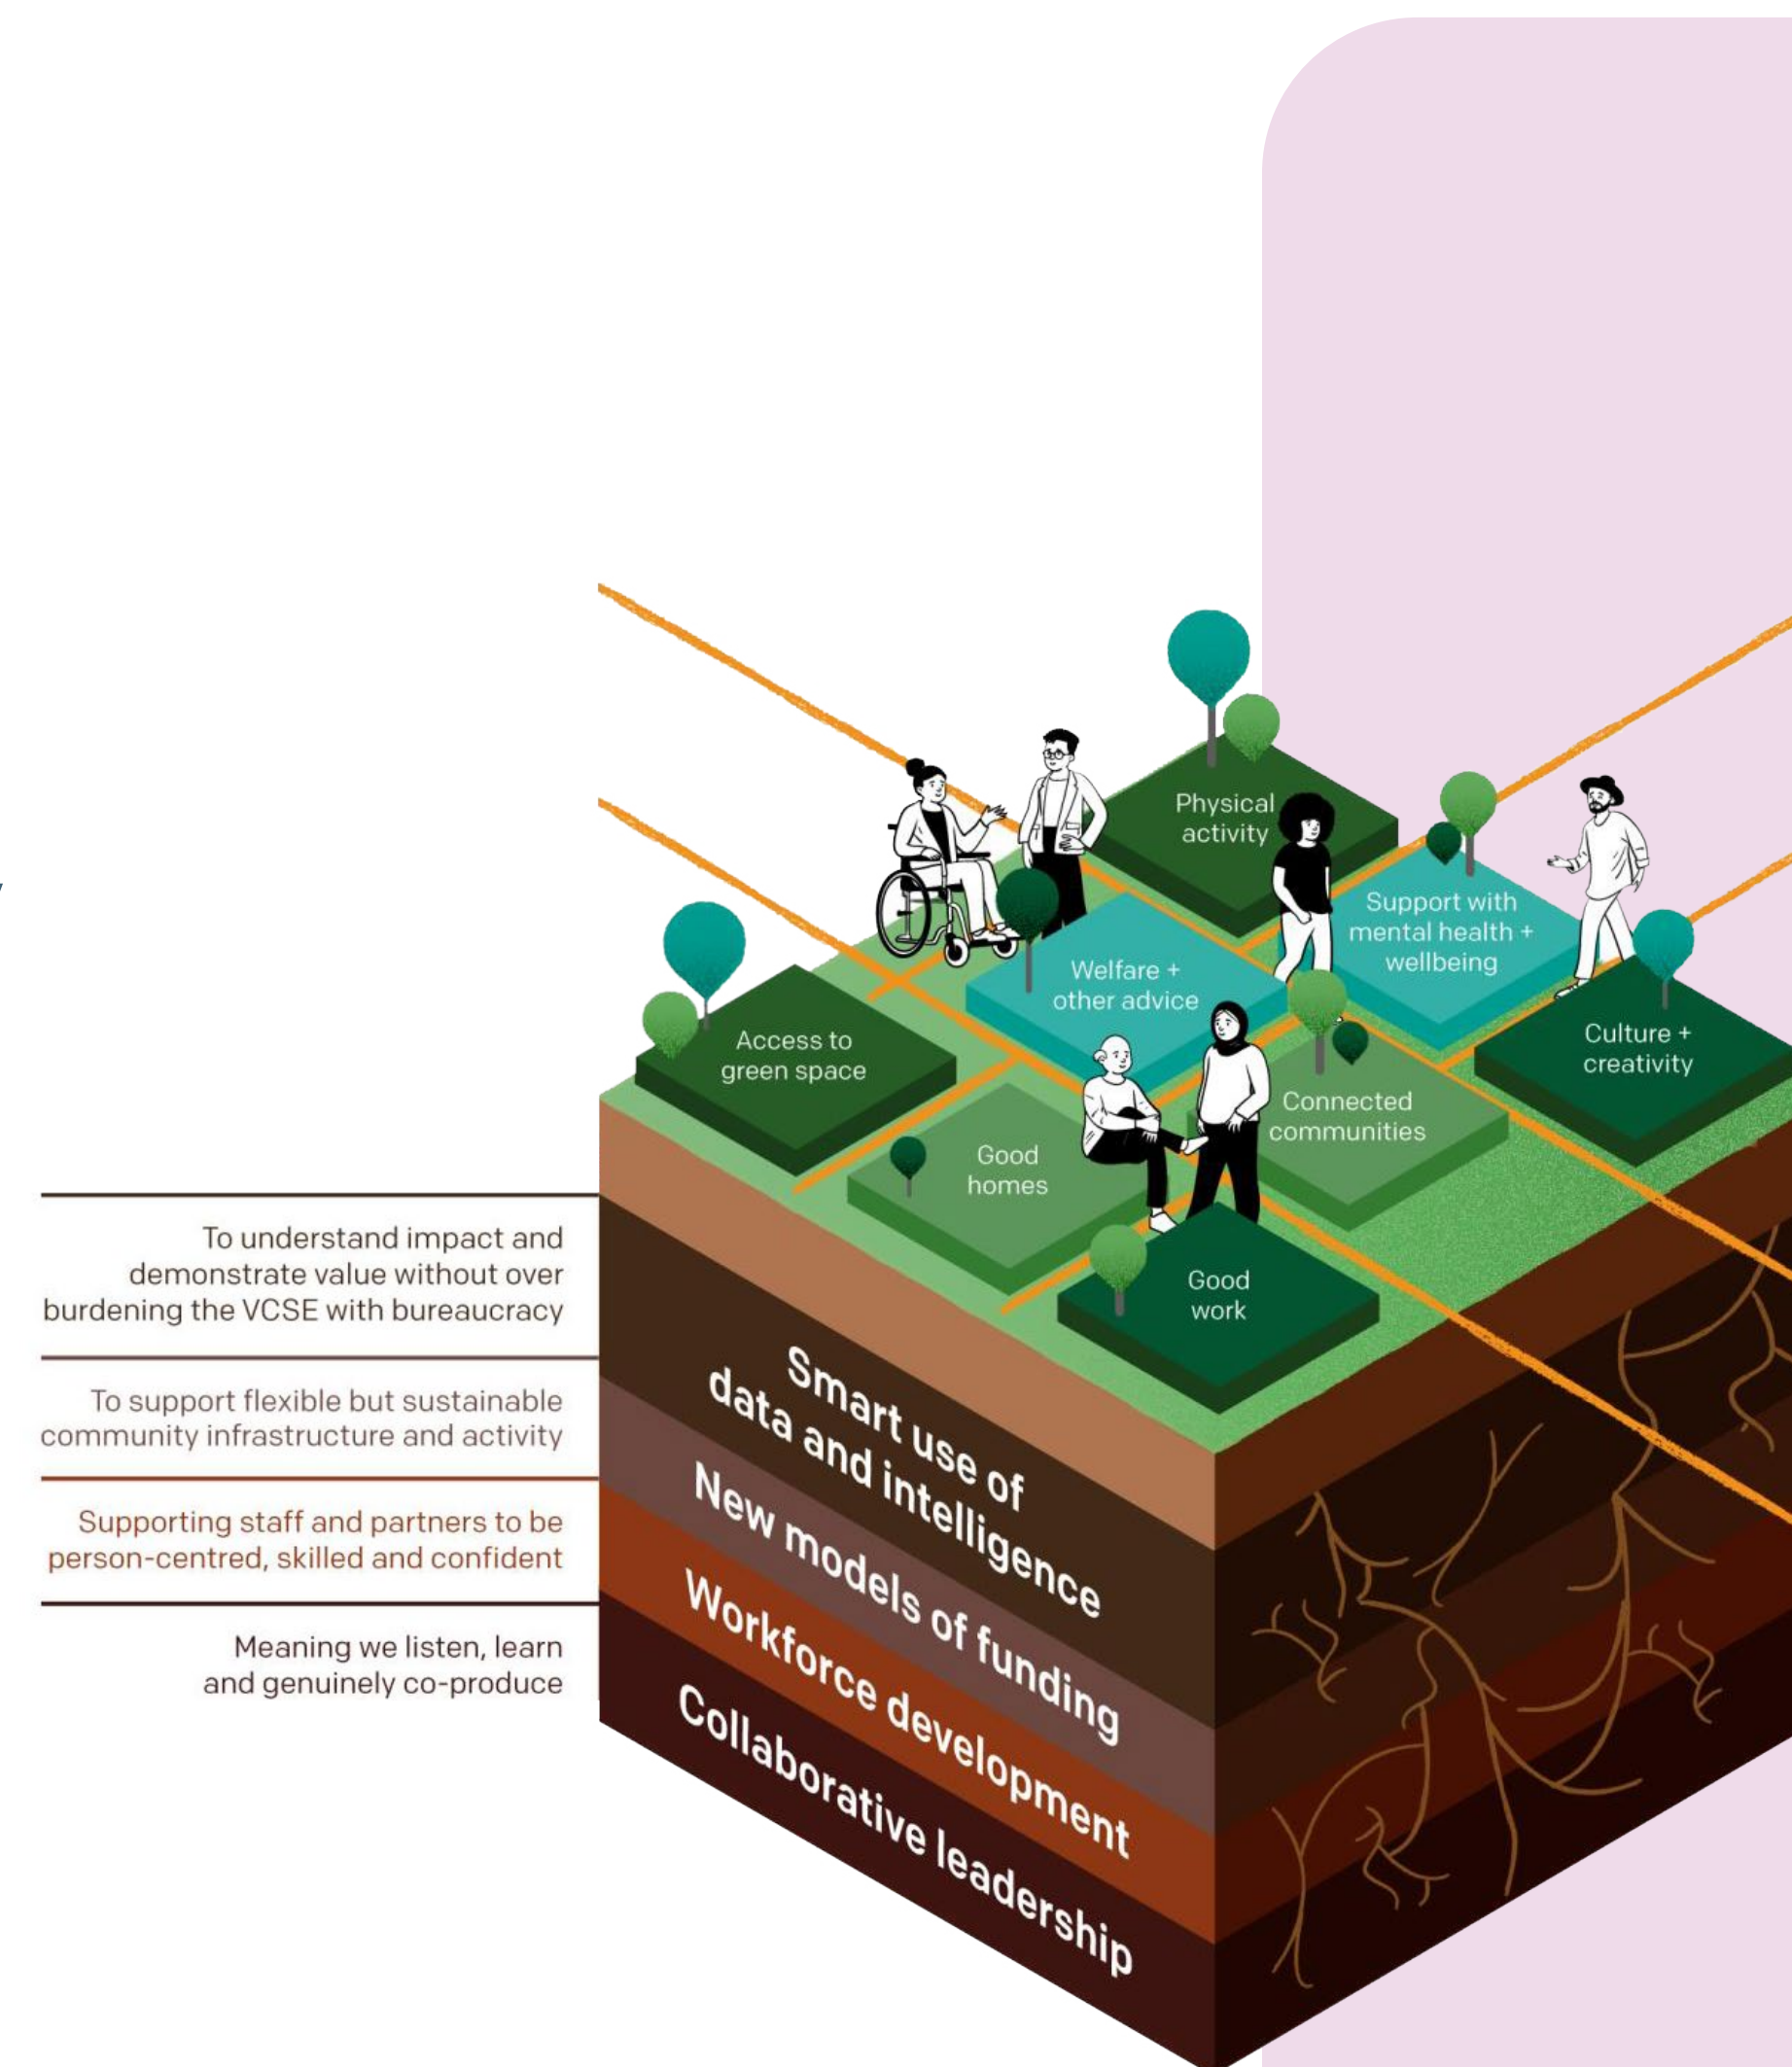 Physical
activity
Support with
mental health +
wellbeing
Welfare +
other advice
Access to
green space
Culture +
creativity
Connected
communities
Good
homes
Good
work
To understand impact and
demonstrate value without over
burdening the VCSE with bureaucracy
Smart use of
data and intelligence
To support flexible but sustainable
community infrastructure and activity
New models of funding
Supporting staff and partners to be
person-centred, skilled and confident
Workforce development
Meaning we listen, learn
and genuinely co-produce
Collaborative leadership